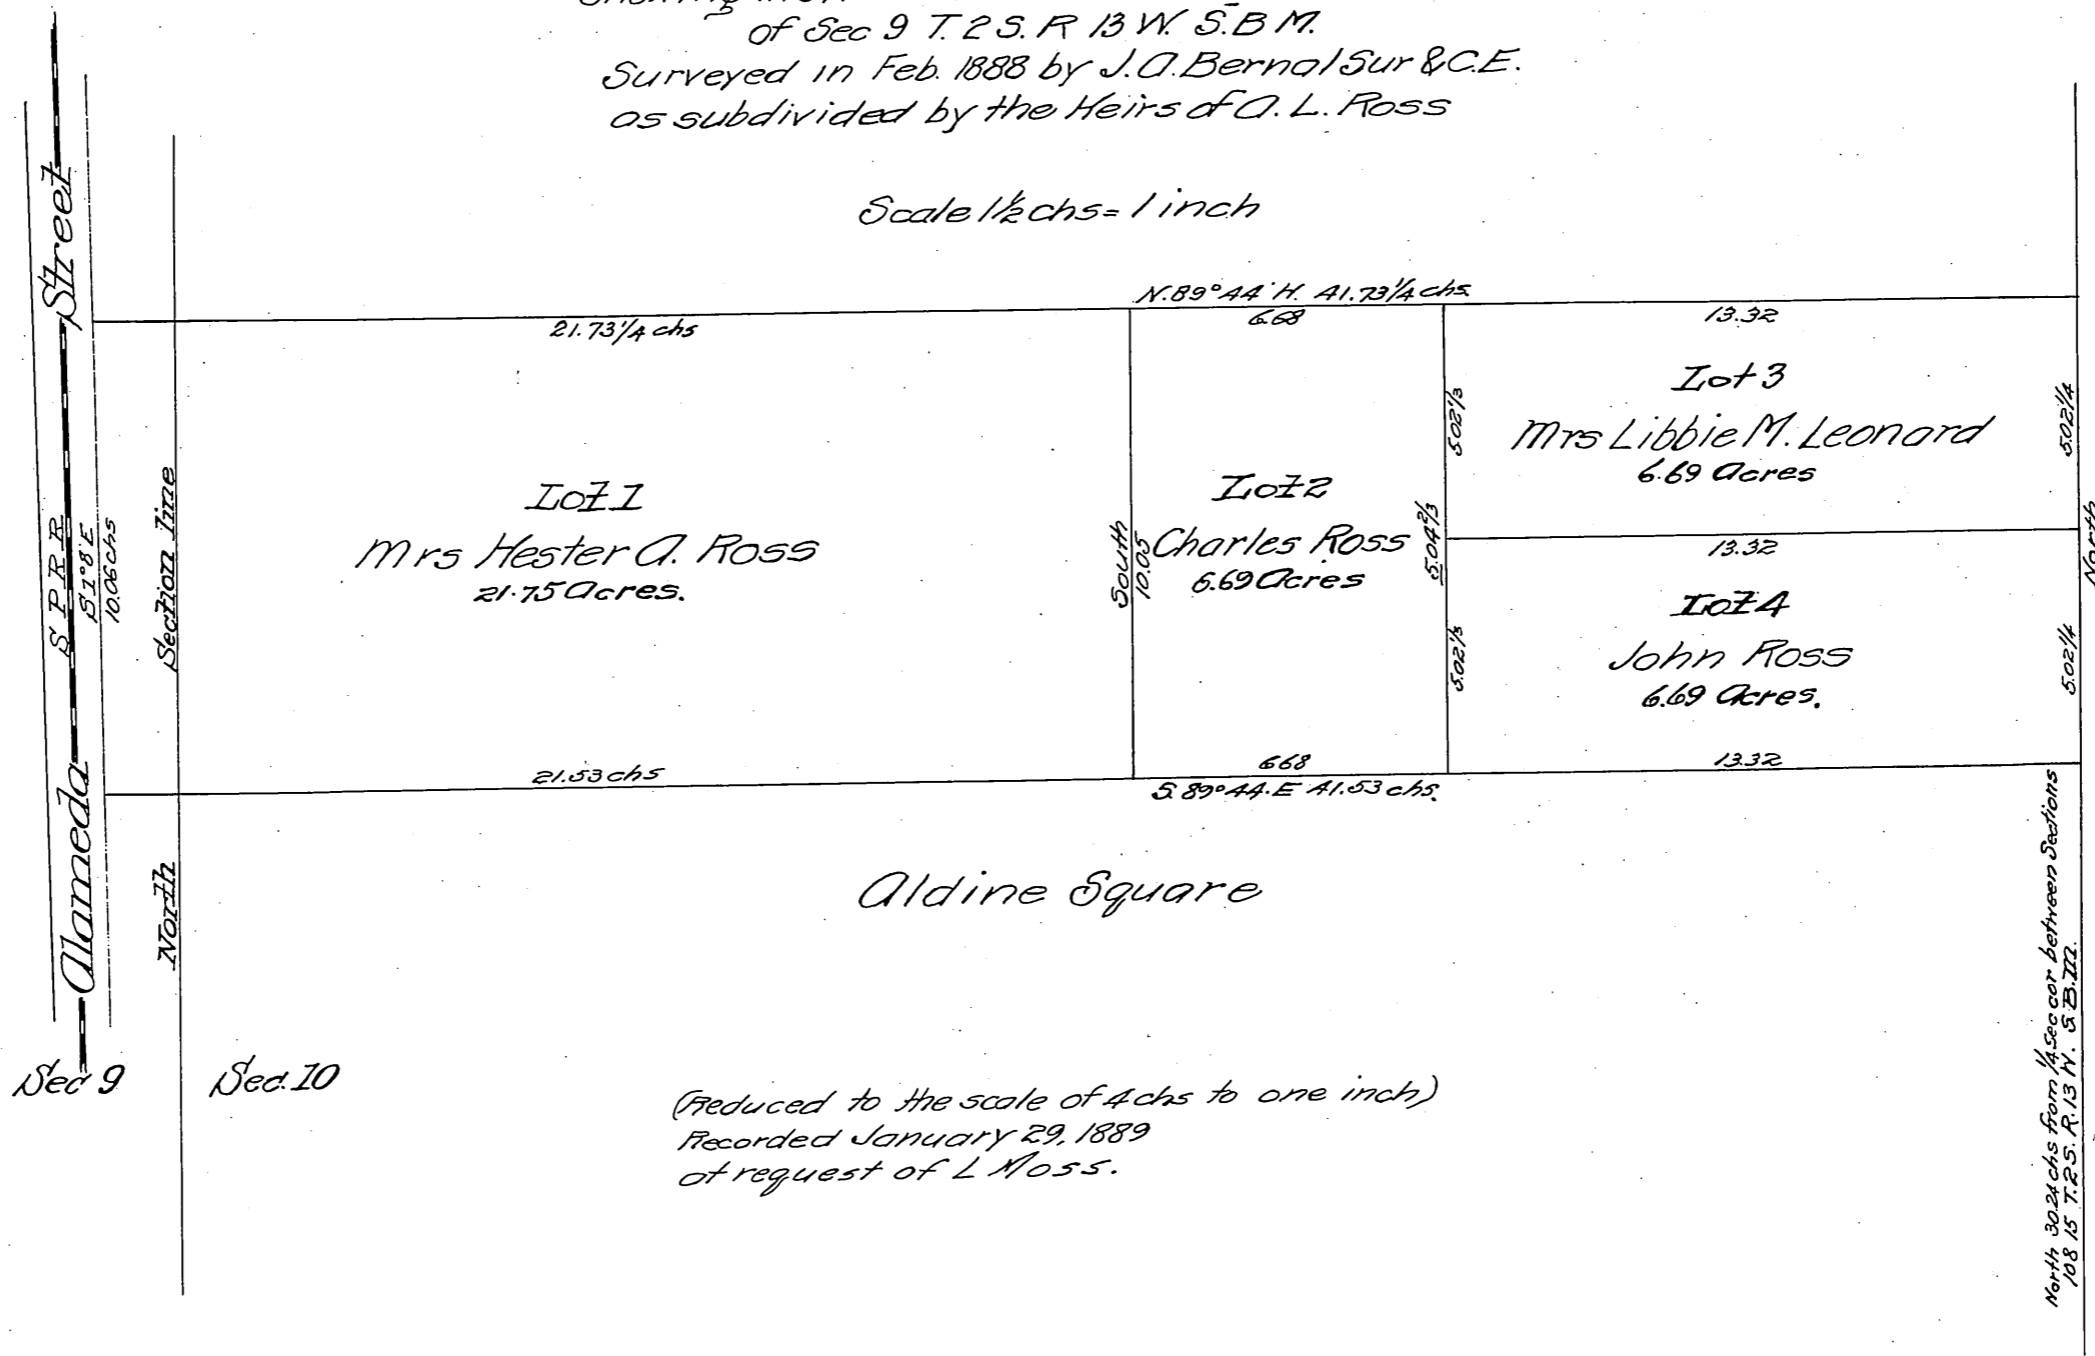 of Sec 9 T. 2 S. R 13 W. S. B M.
Surveyed in Feb. 1888 by J. A. Bernal Sur & C.E.
as subdivided by the Heirs of A. L. Ross
Scale 1½ chs = 1 inch
N. 89° 44' W. 41.73¼ chs.
21.73¼ chs
6.68
13.32
Lot 1
Mrs Hester A. Ross
21.75 Acres.
Lot 2
Charles Ross
6.69 Acres
Lot 3
Mrs Libbie M. Leonard
6.69 Acres
13.32
Lot 4
John Ross
6.69 Acres.
South
10.05
5.02⅓
5.04⅔
5.02⅓
5.02¼
5.02¼
North
21.53 chs
6.68
13.32
S. 89° 44. E 41.53 chs.
Alameda Street
S P R R
S 1° 8' E
10.06 chs
Section Line
North
Aldine Square
Sec 9
Sec. 10
(Reduced to the scale of 4 chs to one inch)
Recorded January 29, 1889
at request of L Moss.
North 30.24 chs from ¼ sec cor between Sections
10 & 15 T. 2 S. R. 13 W. S. B. M.